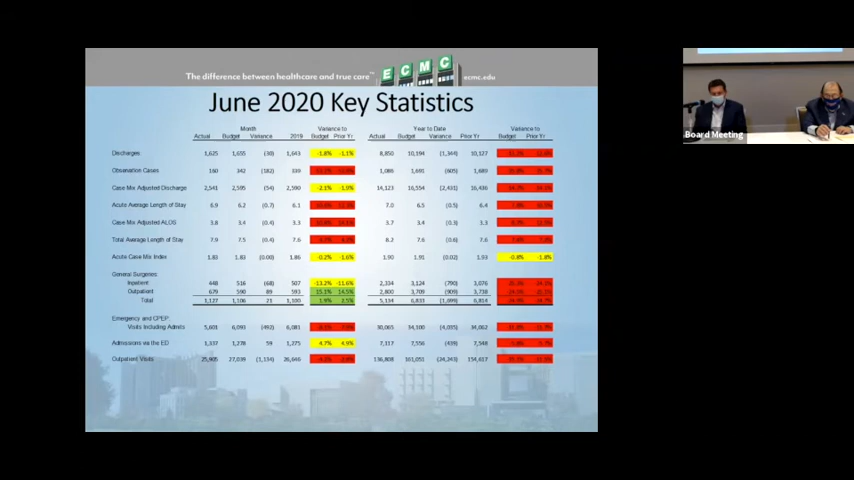 The difference between healthcare and true care™ ECMC ecmc.edu
June 2020 Key Statistics
Month Variance to Year to Date Variance to
Actual Budget Variance 2019 Budget Prior Yr. Actual Budget Variance Prior Yr Budget Prior Yr.
Discharges 1,625 1,655 (30) 1,643 -1.8% -1.1% 8,850 10,194 (1,344) 10,127
Observation Cases 160 342 (182) 1,086 1,691 (605) 1,689
Case Mix Adjusted Discharge 2,541 2,595 (54) 2,590 -2.1% -1.9% 14,123 16,554 (2,431) 16,436
Acute Average Length of Stay 6.9 6.2 (0.7) 6.1 7.0 6.5 (0.5) 6.4
Case Mix Adjusted ALOS 3.8 3.4 (0.4) 3.3 3.7 3.4 (0.3) 3.3
Total Average Length of Stay 7.9 7.5 (0.4) 7.6 8.2 7.6 (0.6) 7.6
Acute Case Mix Index 1.83 1.83 (0.00) 1.86 -0.2% -1.6% 1.90 1.91 (0.02) 1.93 -0.8% -1.8%
General Surgeries
Inpatient 448 516 (68) 507 -13.2% -11.6% 2,334 3,124 (790) 3,076
Outpatient 679 590 89 593 15.1% 14.5% 2,800 3,709 (909) 3,738
Total 1,127 1,106 21 1,100 1.9% 2.5% 5,134 6,833 (1,699) 6,814
Emergency and CPEP:
Visits Including Admits 5,601 6,093 (492) 6,081 30,065 34,100 (4,035) 34,062
Admissions via the ED 1,337 1,278 59 1,275 4.7% 4.9% 7,117 7,556 (439) 7,548
Outpatient Visits 25,905 27,039 (1,134) 26,646 136,808 161,051 (24,243) 154,617
Board Meeting